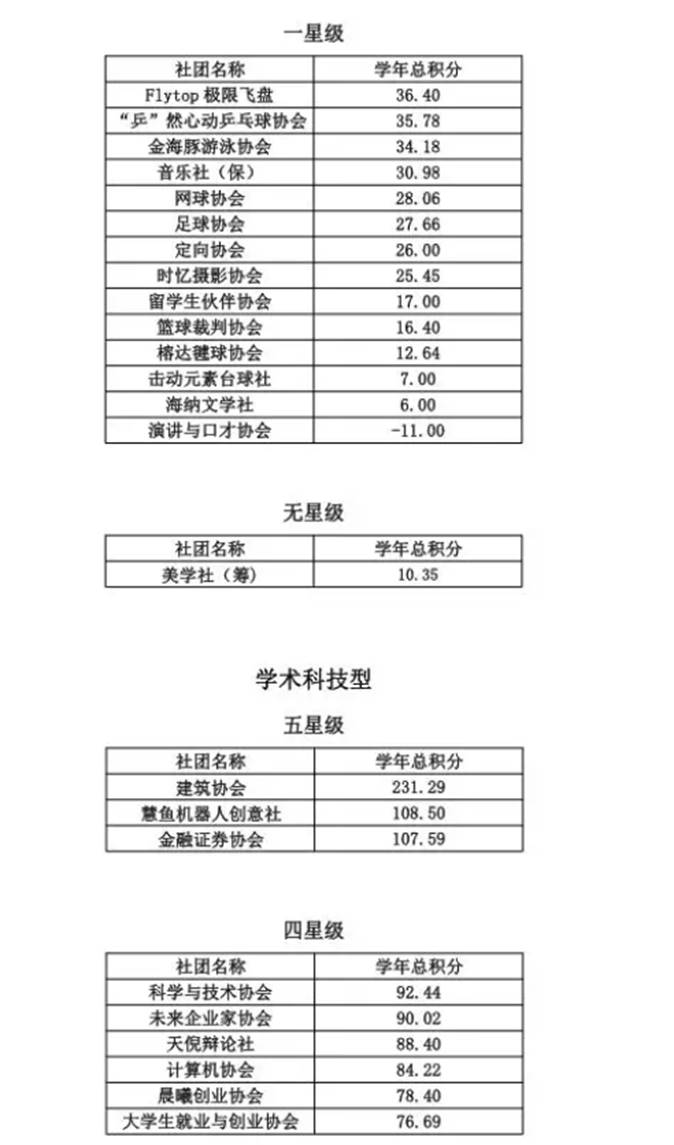 一星级
社团名称 学年总积分
Flytop 极限飞盘 36.40
“乒”然心动乒乓球协会 35.78
金海豚游泳协会 34.18
音乐社（保） 30.98
网球协会 28.06
足球协会 27.66
定向协会 26.00
时忆摄影协会 25.45
留学生伙伴协会 17.00
篮球裁判协会 16.40
榕达毽球协会 12.64
击动元素台球社 7.00
海纳文学社 6.00
演讲与口才协会 -11.00
无星级
社团名称 学年总积分
美学社（筹) 10.35
学术科技型
五星级
社团名称 学年总积分
建筑协会 231.29
慧鱼机器人创意社 108.50
金融证券协会 107.59
四星级
社团名称 学年总积分
科学与技术协会 92.44
未来企业家协会 90.02
天倪辩论社 88.40
计算机协会 84.22
晨曦创业协会 78.40
大学生就业与创业协会 76.69